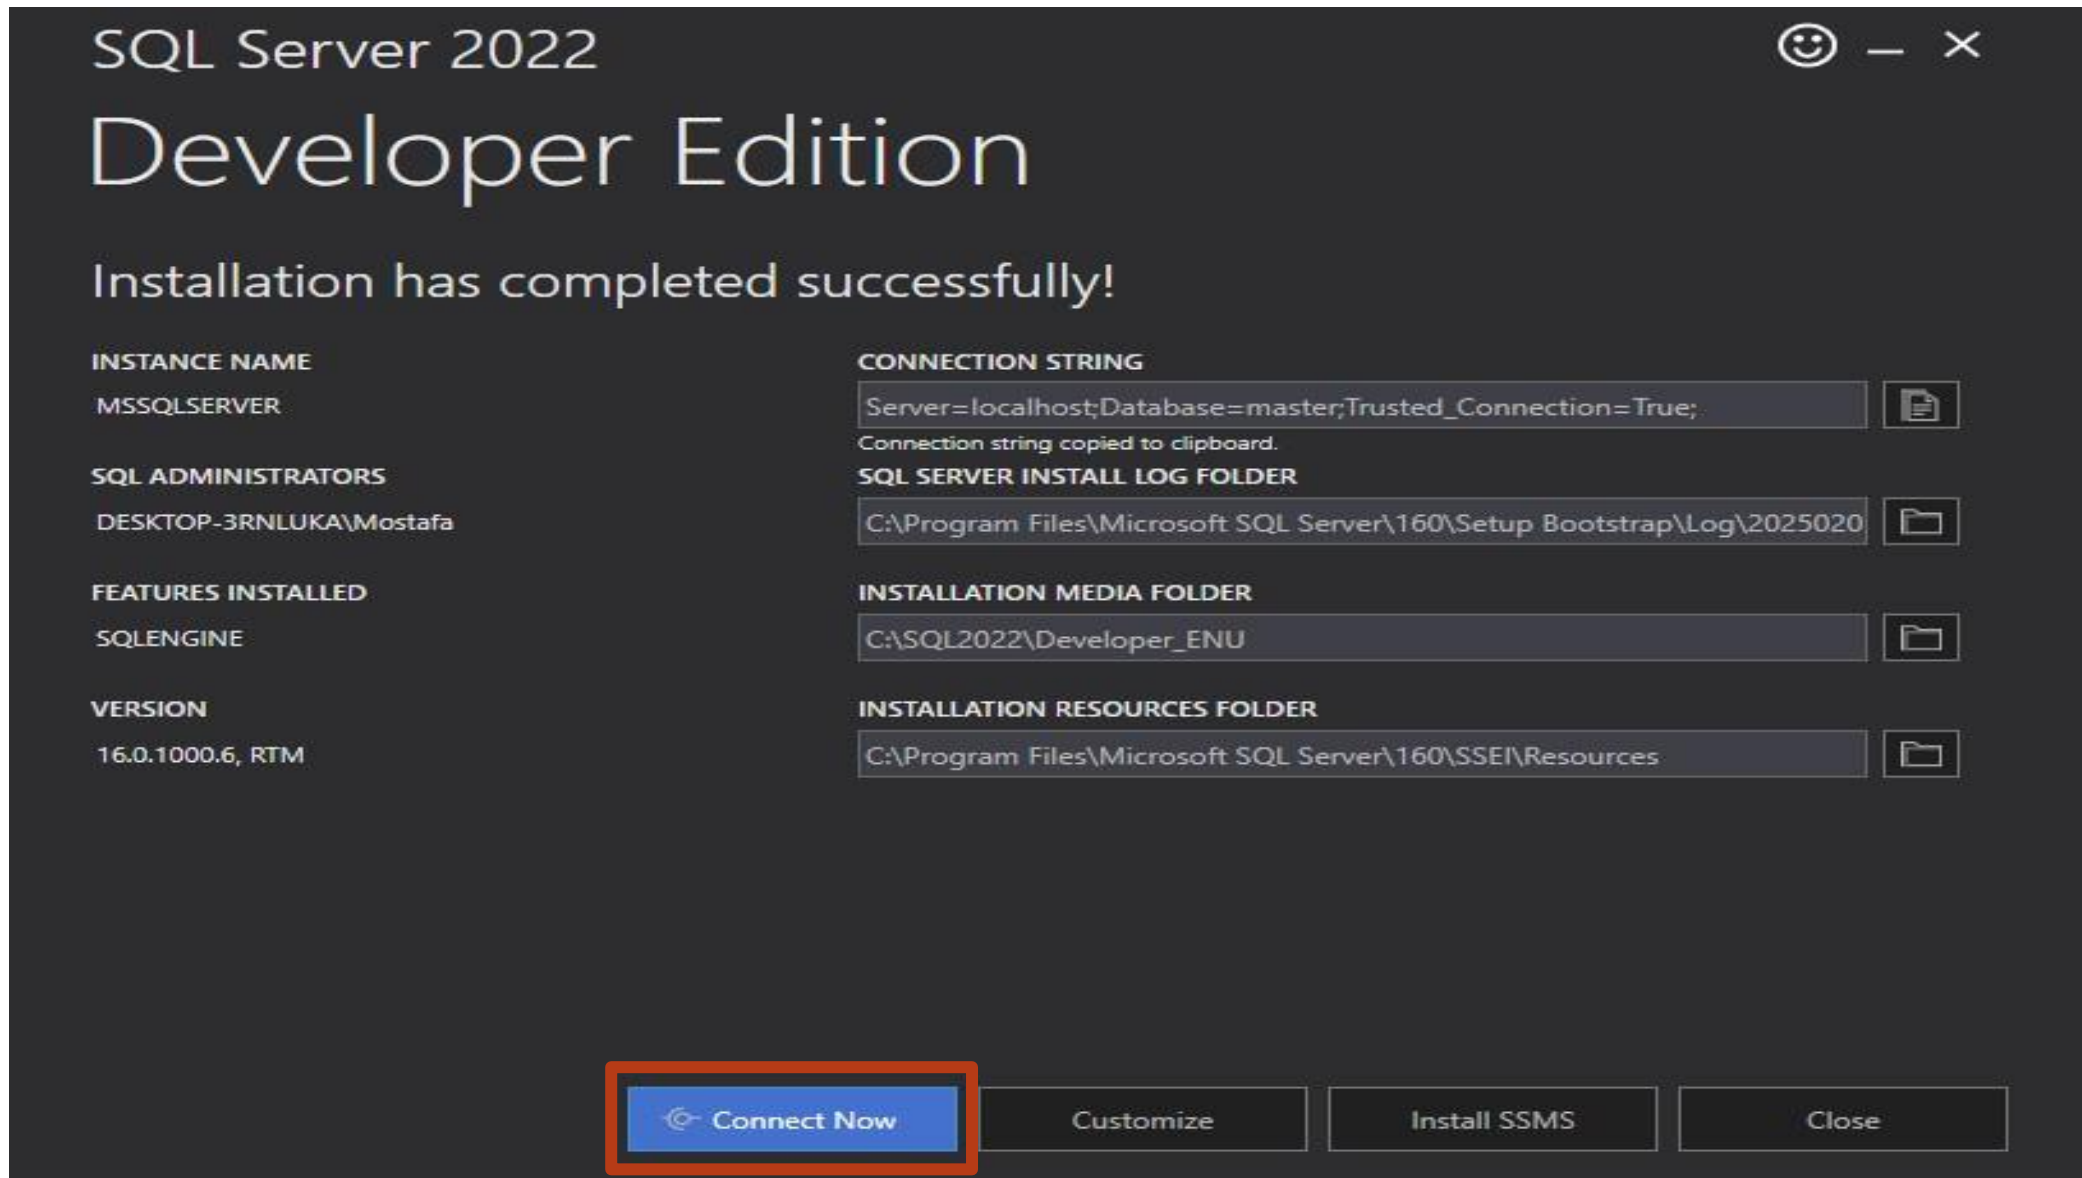 SQL Server 2022
Developer Edition
Installation has completed successfully!
INSTANCE NAME
MSSQLSERVER
CONNECTION STRING
Server=localhost;Database=master;Trusted_Connection=True;
Connection string copied to clipboard.
SQL ADMINISTRATORS
DESKTOP-3RNLUKA\Mostafa
SQL SERVER INSTALL LOG FOLDER
C:\Program Files\Microsoft SQL Server\160\Setup Bootstrap\Log\2025020
FEATURES INSTALLED
SQLENGINE
INSTALLATION MEDIA FOLDER
C:\SQL2022\Developer_ENU
VERSION
16.0.1000.6, RTM
INSTALLATION RESOURCES FOLDER
C:\Program Files\Microsoft SQL Server\160\SSEI\Resources
Connect Now
Customize
Install SSMS
Close